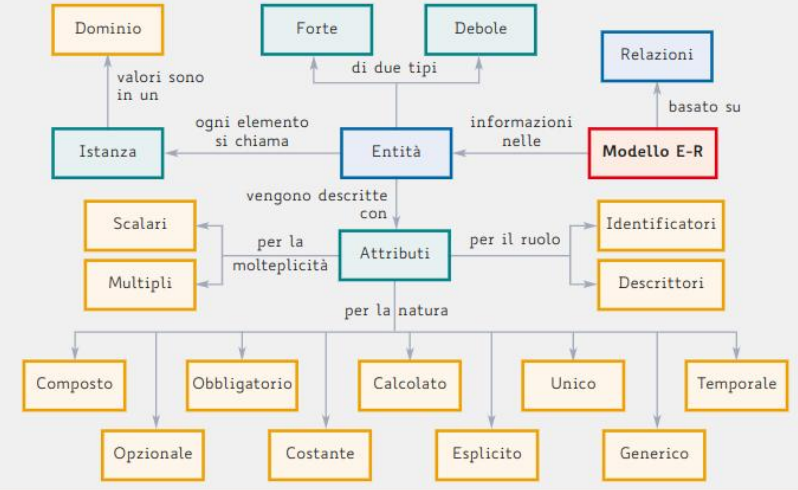 Dominio
Forte
Debole
Relazioni
di due tipi
valori sono
in un
basato su
ogni elemento
si chiama
informazioni
nelle
Istanza
Entità
Modello E-R
vengono descritte
con
Scalari
Identificatori
per la
molteplicità
Attributi
per il ruolo
Multipli
Descrittori
per la natura
Composto
Obbligatorio
Calcolato
Unico
Temporale
Opzionale
Costante
Esplicito
Generico